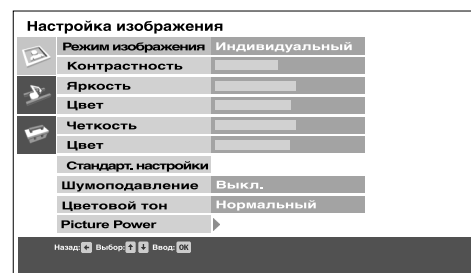 Настройка изображения
Режим изображения Индивидуальный
Контрастность
Яркость
Цвет
Четкость
Цвет
Стандарт. настройки
Шумоподавление Выкл.
Цветовой тон Нормальный
Picture Power
Назад: Выбор: Ввод: OK